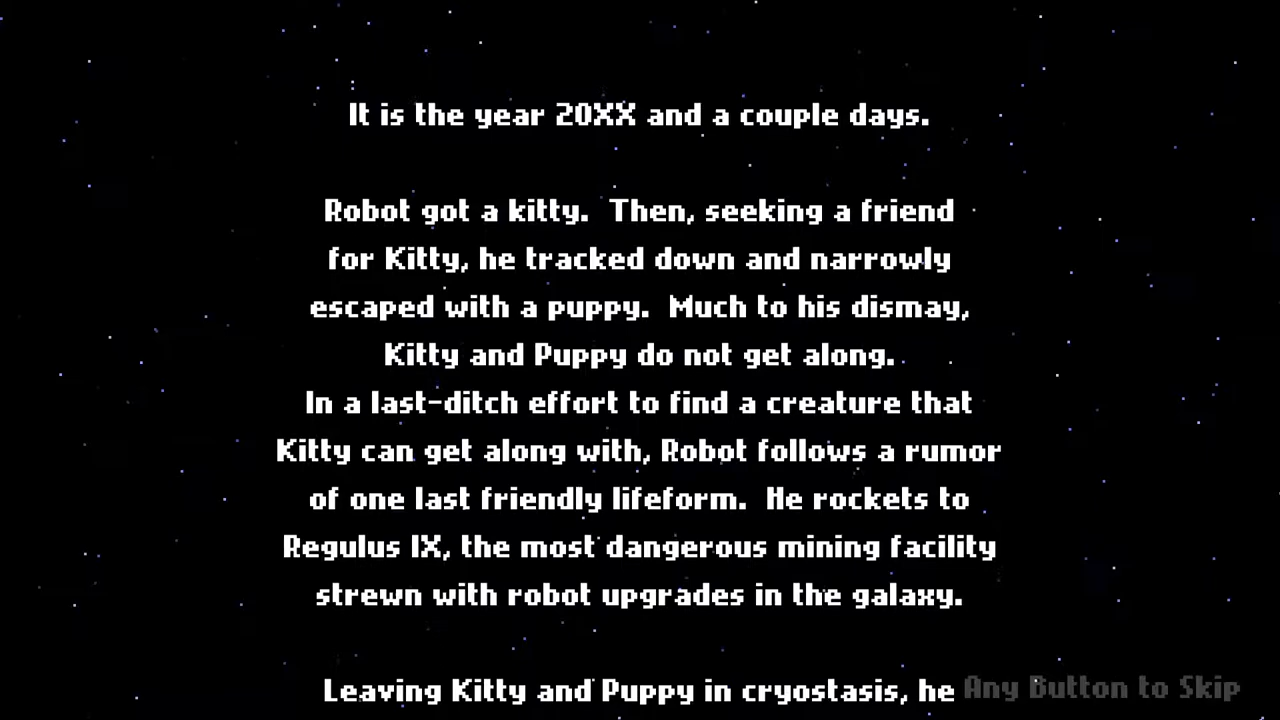 It is the year 20XX and a couple days.
Robot got a kitty.  Then, seeking a friend
for Kitty, he tracked down and narrowly
escaped with a puppy.  Much to his dismay,
Kitty and Puppy do not get along.
In a last-ditch effort to find a creature that
Kitty can get along with, Robot follows a rumor
of one last friendly lifeform.  He rockets to
Regulus IX, the most dangerous mining facility
strewn with robot upgrades in the galaxy.
Leaving Kitty and Puppy in cryostasis, he
Any Button to Skip